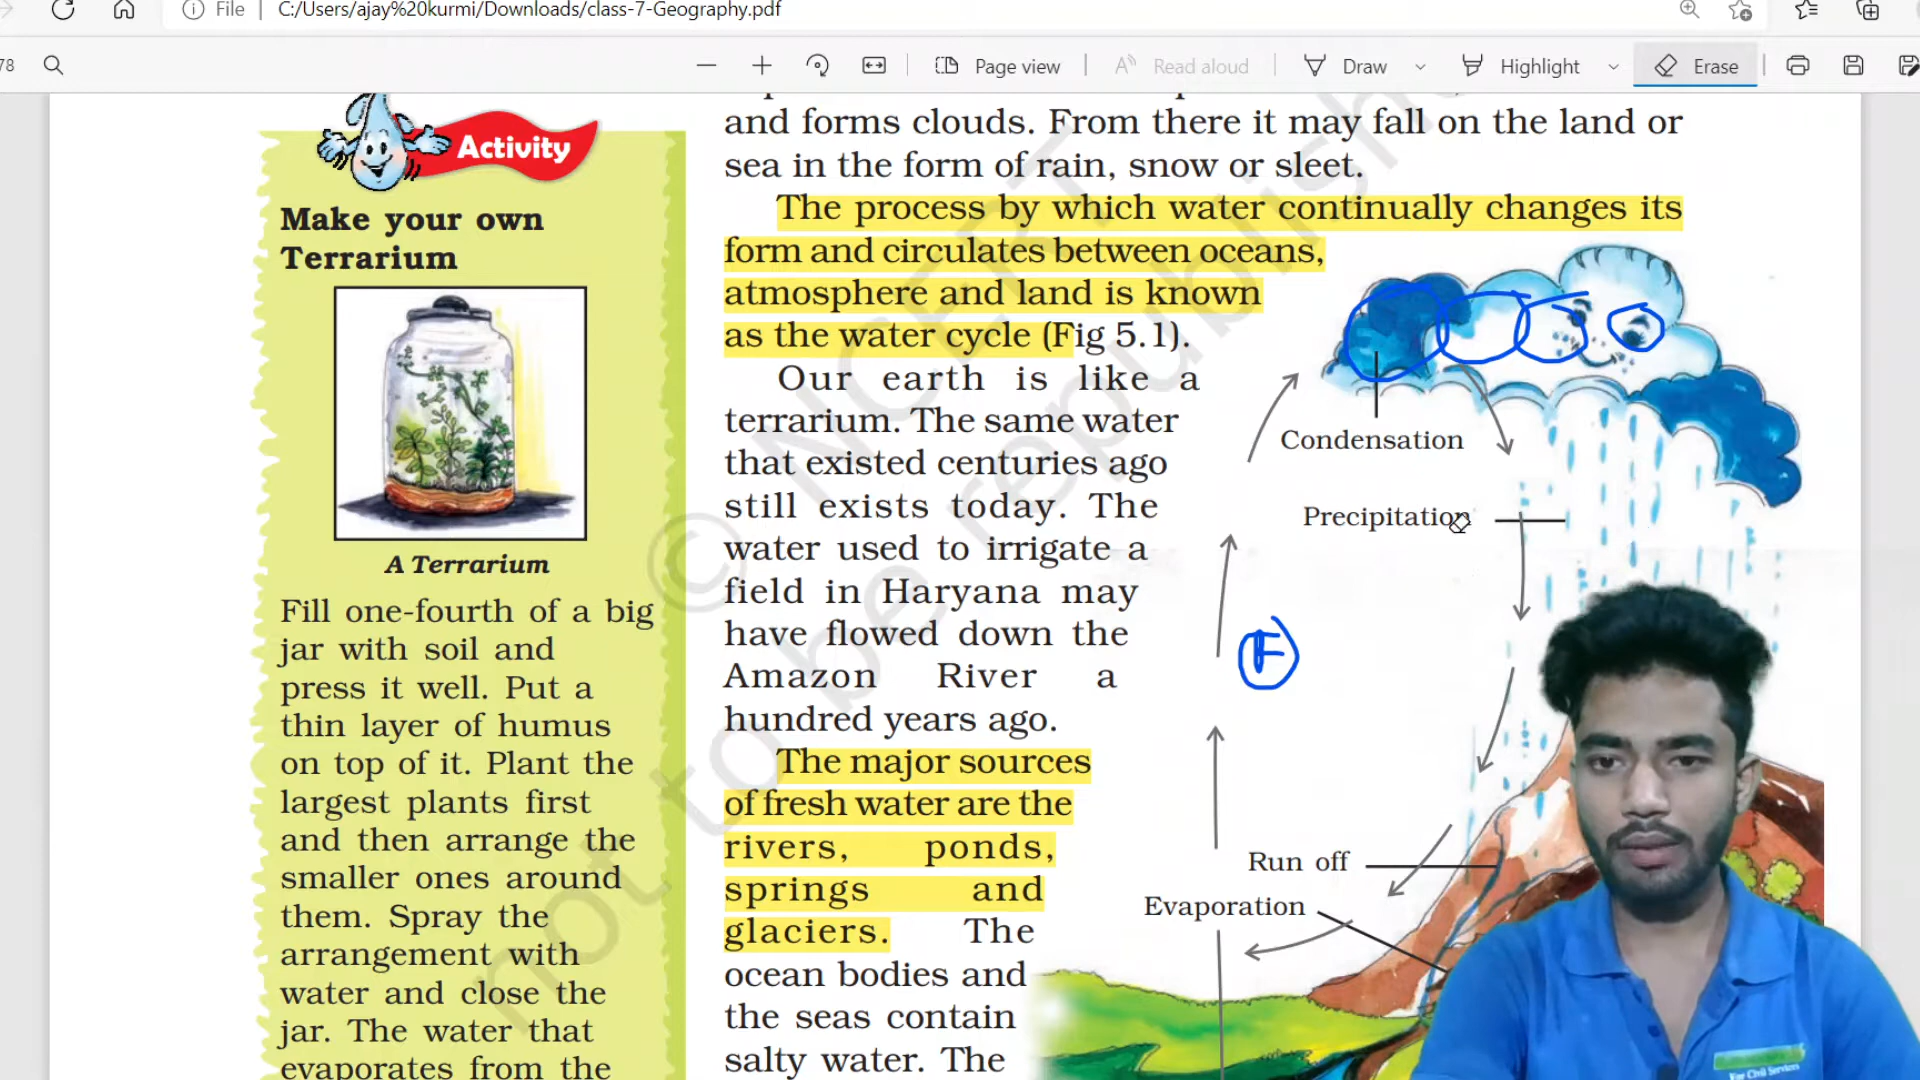 File | C:/Users/ajay%20kurmi/Downloads/class-7-Geography.pdf
78
Page view
Read aloud
Draw
Highlight
Erase
Activity
Make your own
Terrarium
A Terrarium
Fill one-fourth of a big
jar with soil and
press it well. Put a
thin layer of humus
on top of it. Plant the
largest plants first
and then arrange the
smaller ones around
them. Spray the
arrangement with
water and close the
jar. The water that
evaporates from the
and forms clouds. From there it may fall on the land or
sea in the form of rain, snow or sleet.
The process by which water continually changes its
form and circulates between oceans,
atmosphere and land is known
as the water cycle (Fig 5.1).
Our earth is like a
terrarium. The same water
that existed centuries ago
still exists today. The
water used to irrigate a
field in Haryana may
have flowed down the
Amazon River a
hundred years ago.
The major sources
of fresh water are the
rivers, ponds,
springs and
glaciers. The
ocean bodies and
the seas contain
salty water. The
Condensation
Precipitation
Run off
Evaporation
© NCERT
not to be republished
For Civil Services